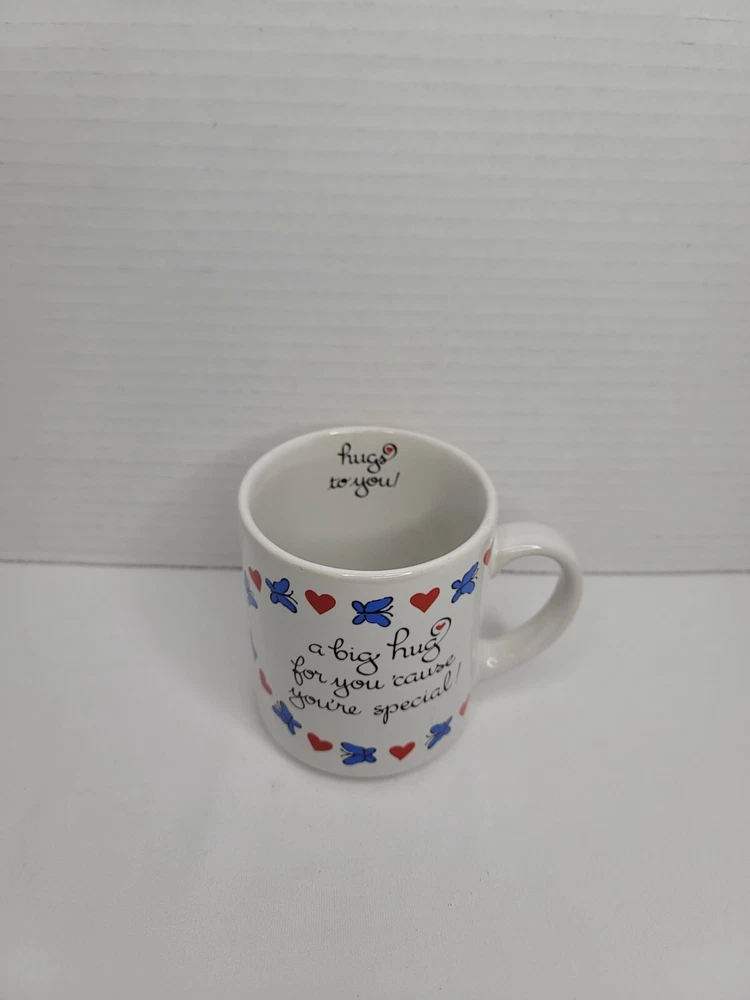 hugs
to you!
a big hug
for you 'cause
you're special!